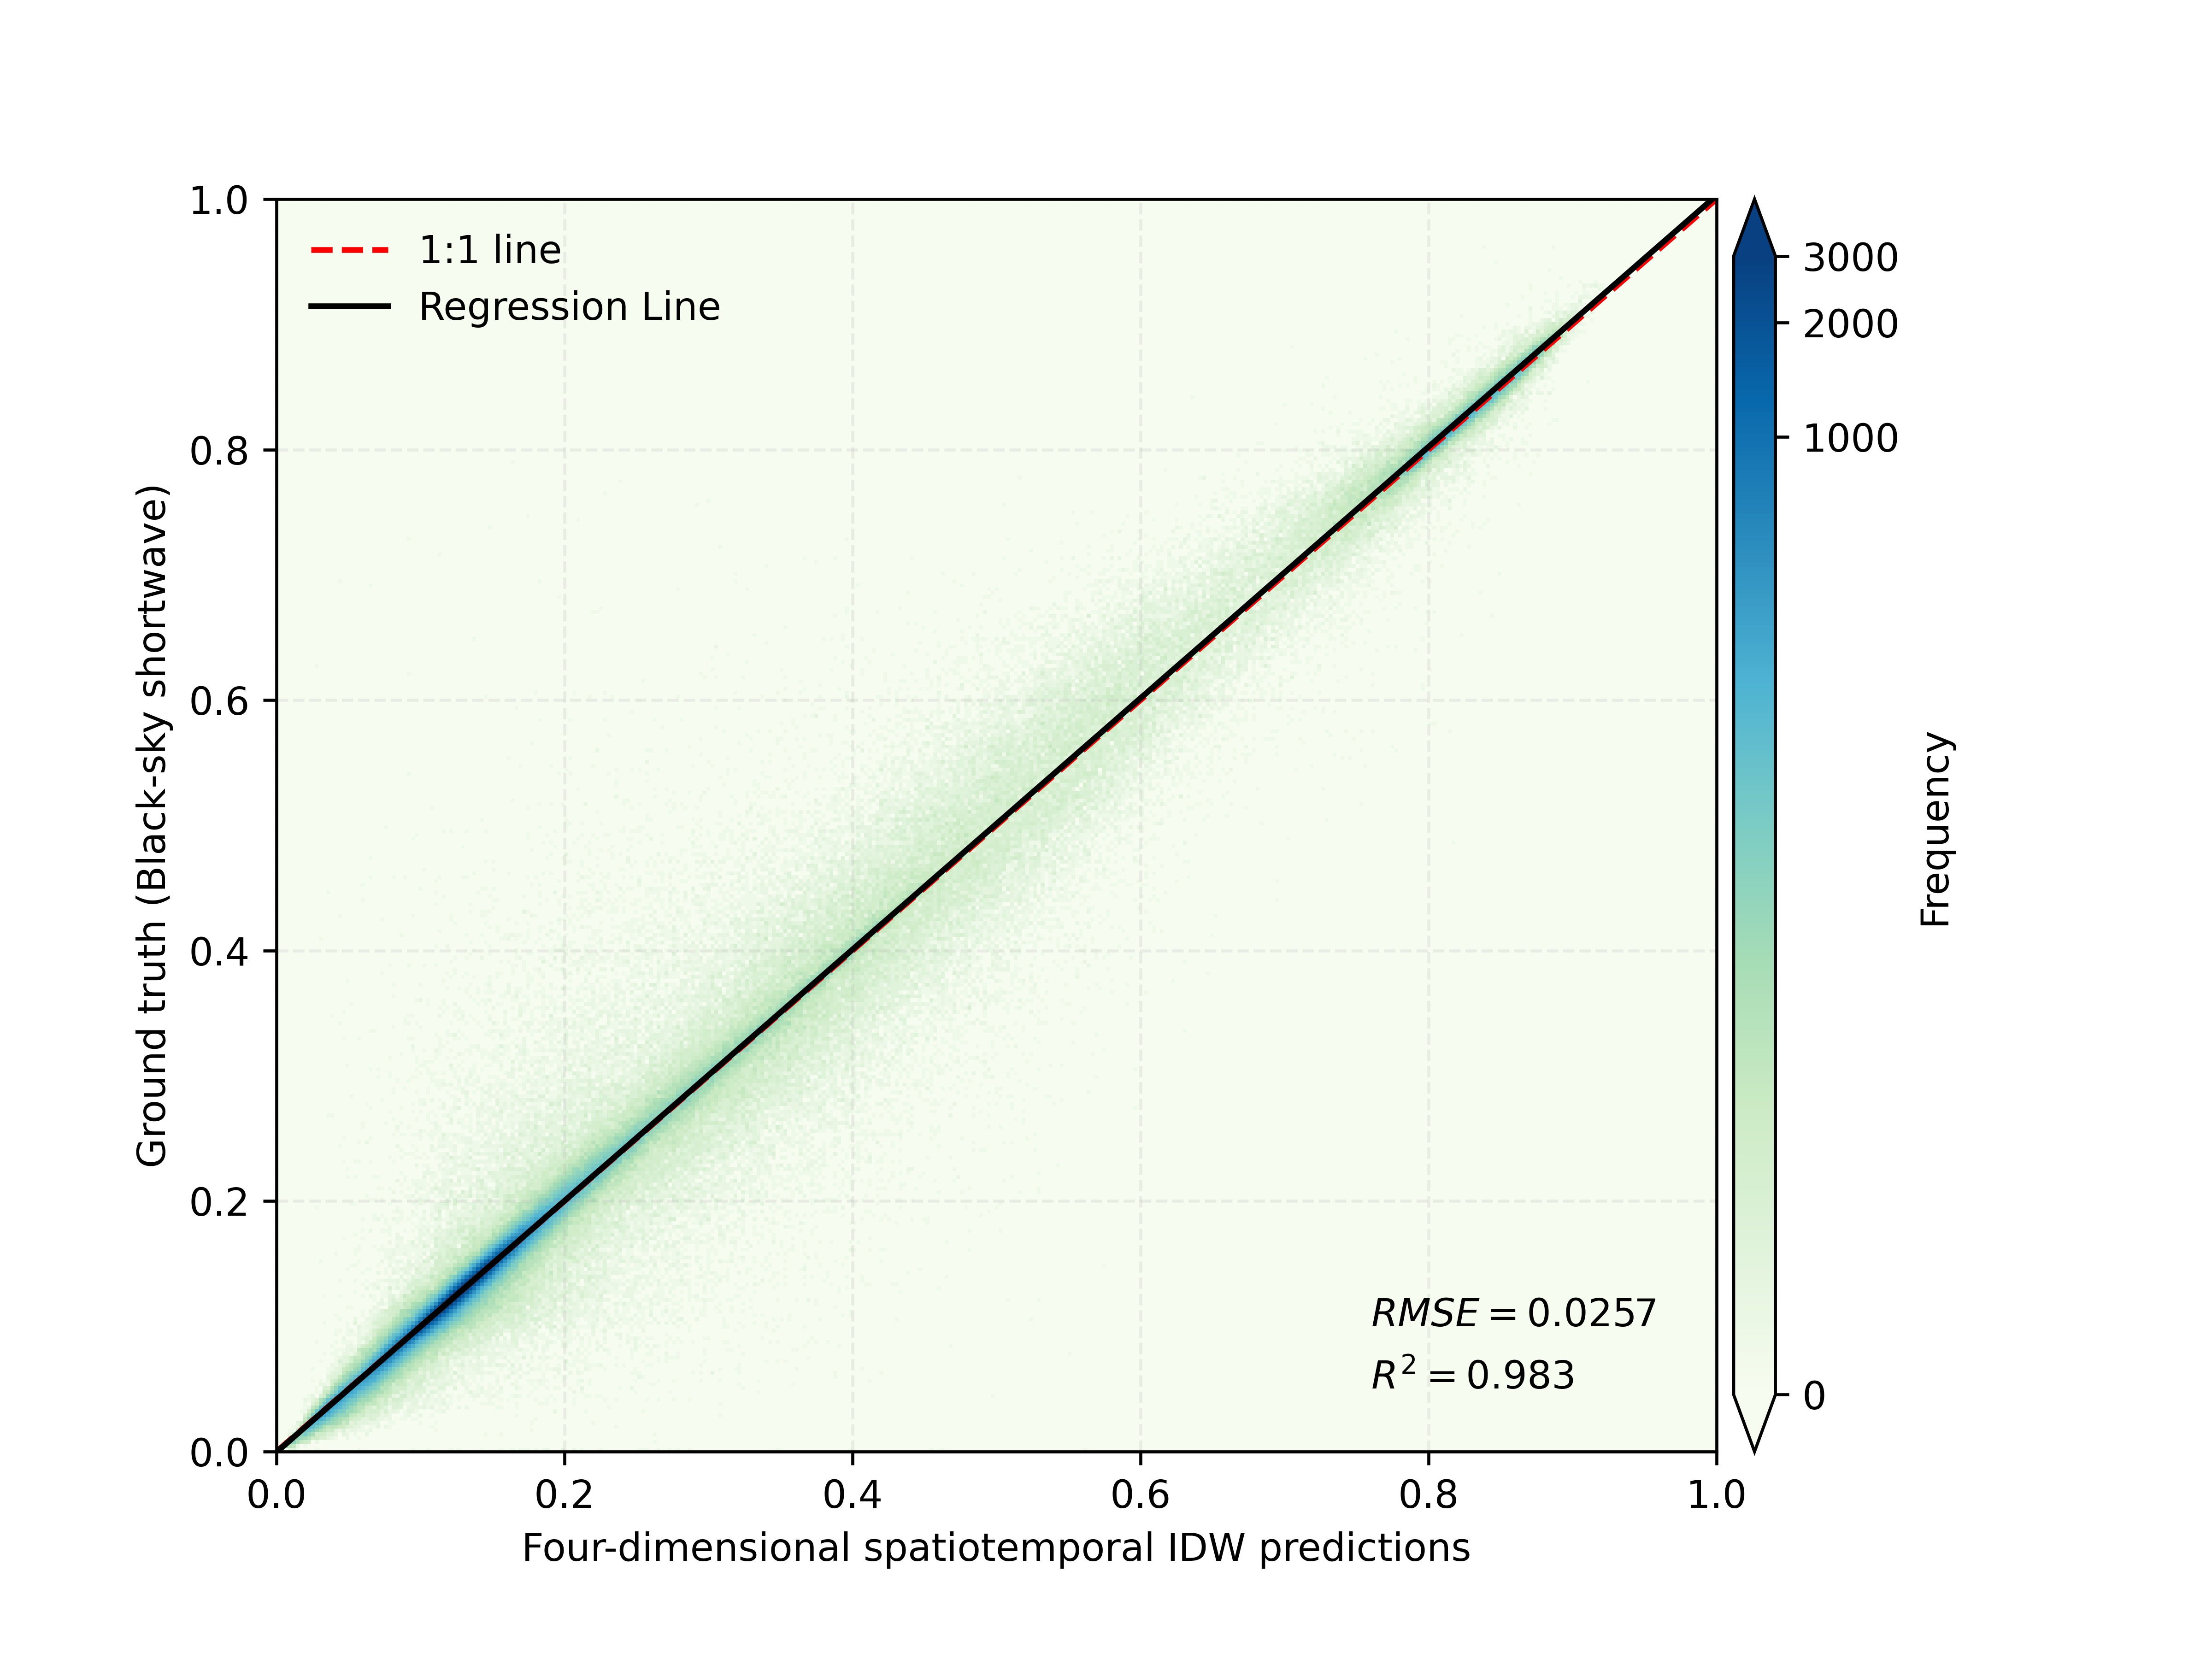 1:1 line
Regression Line
RMSE = 0.0257
R² = 0.983
1.0
0.8
0.6
0.4
0.2
0.0
Ground truth (Black-sky shortwave)
0.0 0.2 0.4 0.6 0.8 1.0
Four-dimensional spatiotemporal IDW predictions
3000
2000
1000
0
Frequency